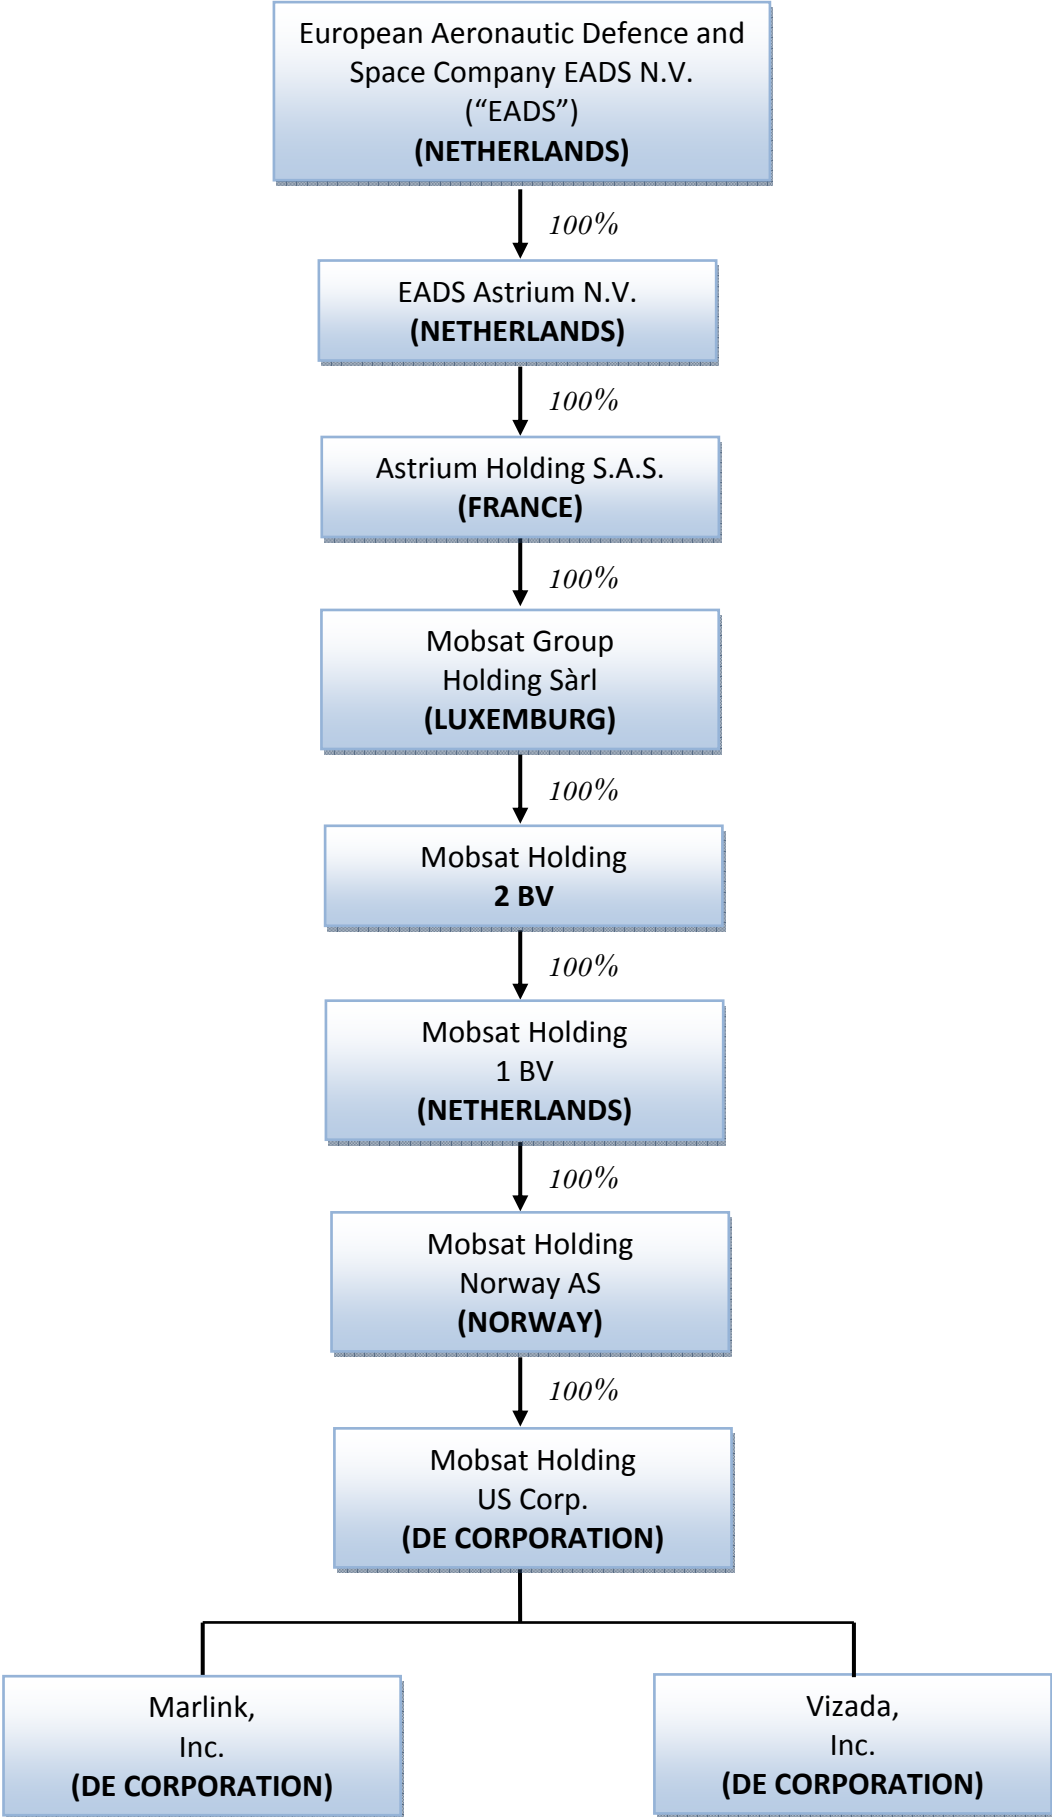 European Aeronautic Defence and
Space Company EADS N.V.
(“EADS”)
(NETHERLANDS)
100%
EADS Astrium N.V.
(NETHERLANDS)
100%
Astrium Holding S.A.S.
(FRANCE)
100%
Mobsat Group
Holding Sàrl
(LUXEMBURG)
100%
Mobsat Holding
2 BV
100%
Mobsat Holding
1 BV
(NETHERLANDS)
100%
Mobsat Holding
Norway AS
(NORWAY)
100%
Mobsat Holding
US Corp.
(DE CORPORATION)
Marlink,
Inc.
(DE CORPORATION)
Vizada,
Inc.
(DE CORPORATION)